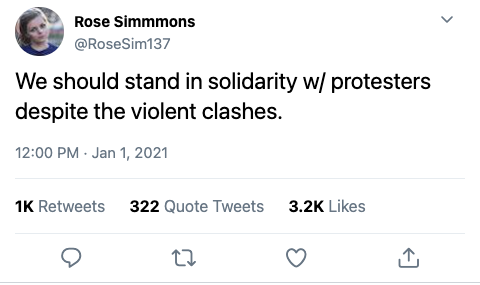 Rose Simmmons
@RoseSim137
We should stand in solidarity w/ protesters
despite the violent clashes.
12:00 PM · Jan 1, 2021
1K Retweets 322 Quote Tweets 3.2K Likes